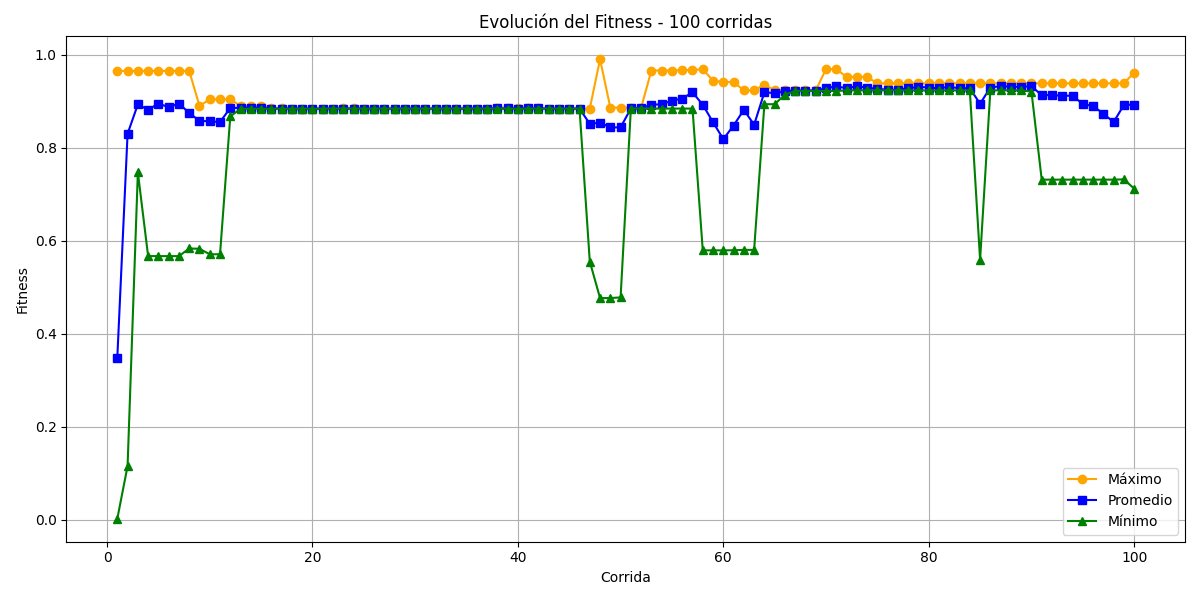 Evolución del Fitness - 100 corridas
Fitness
1.0
0.8
0.6
0.4
0.2
0.0
0 20 40 60 80 100
Corrida
Máximo
Promedio
Mínimo